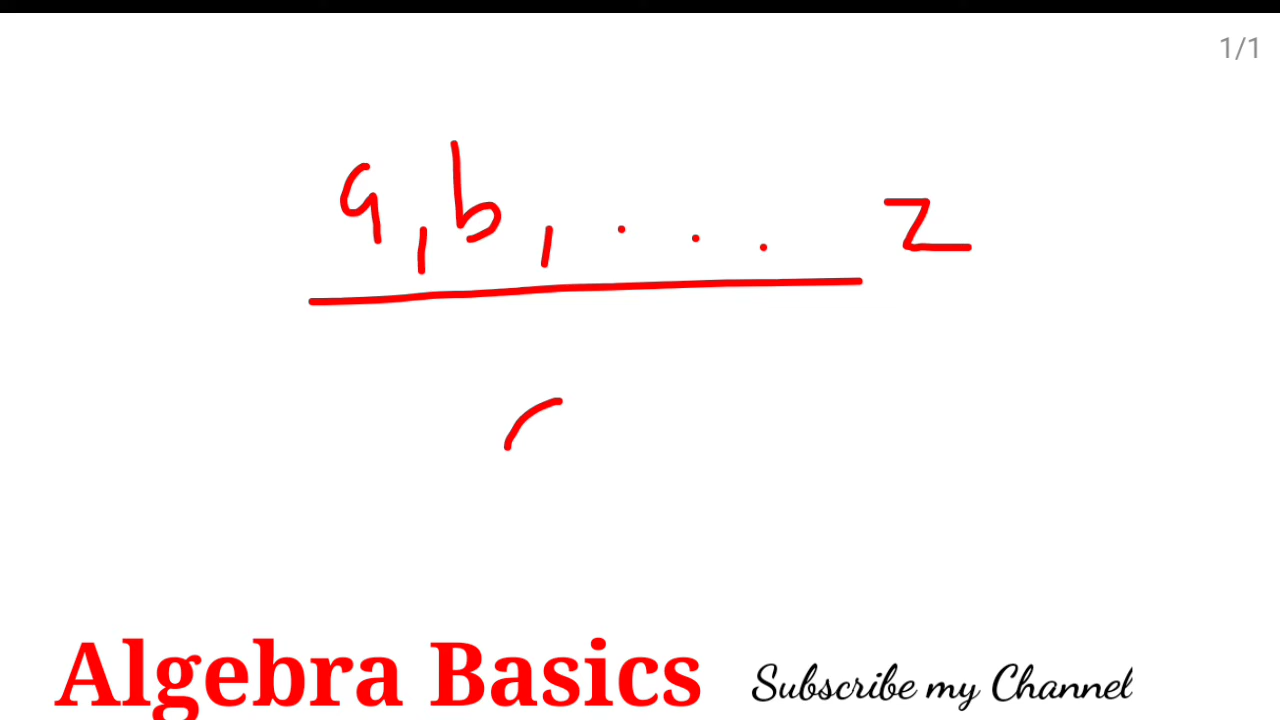 1/1
a, b, . . . z
Algebra Basics Subscribe my Channel